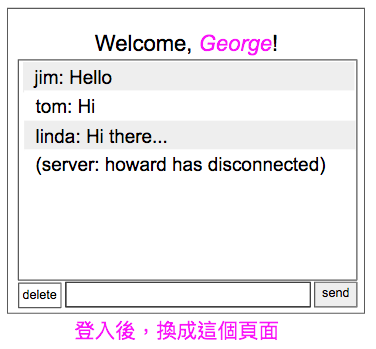 Welcome, George!
jim: Hello
tom: Hi
linda: Hi there...
(server: howard has disconnected)
delete
send
登入後，換成這個頁面